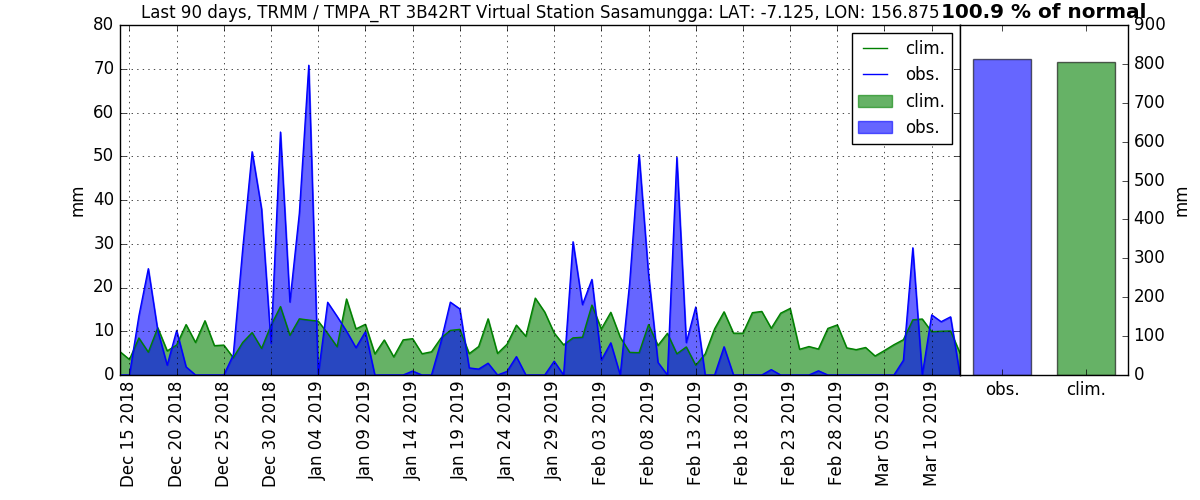 Last 90 days, TRMM / TMPA_RT 3B42RT Virtual Station Sasamungga: LAT: -7.125, LON: 156.875 100.9 % of normal
80
70
60
50
40
30
20
10
0
mm
clim.
obs.
clim.
obs.
900
800
700
600
500
400
300
200
100
0
mm
obs.
clim.
Dec 15 2018
Dec 20 2018
Dec 25 2018
Dec 30 2018
Jan 04 2019
Jan 09 2019
Jan 14 2019
Jan 19 2019
Jan 24 2019
Jan 29 2019
Feb 03 2019
Feb 08 2019
Feb 13 2019
Feb 18 2019
Feb 23 2019
Feb 28 2019
Mar 05 2019
Mar 10 2019